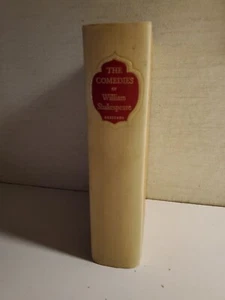 THE
COMEDIES
OF
William
Shakespeare